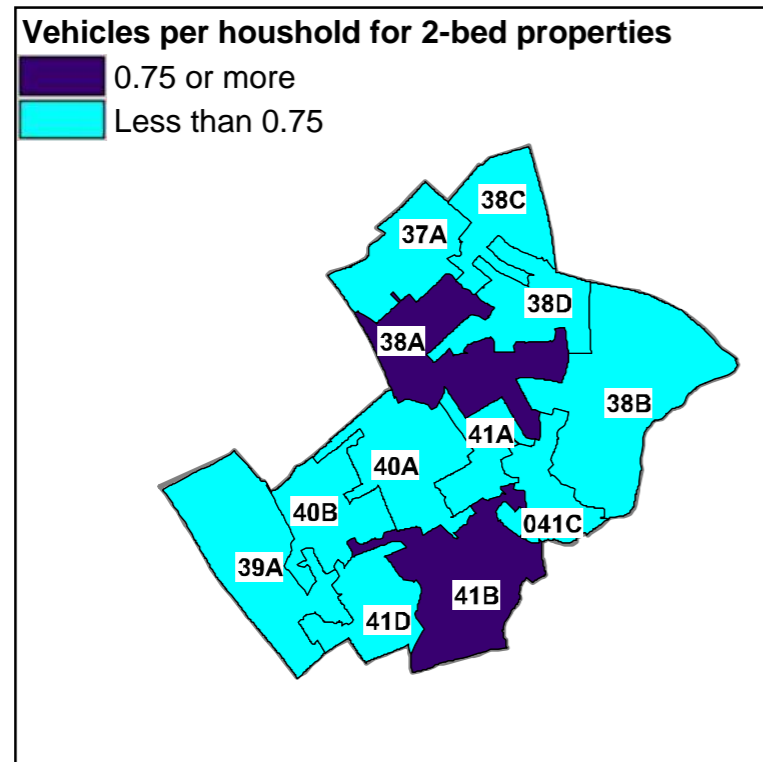 Vehicles per houshold for 2-bed properties
0.75 or more
Less than 0.75
38C
37A
38D
38A
38B
41A
40A
40B
041C
39A
41B
41D